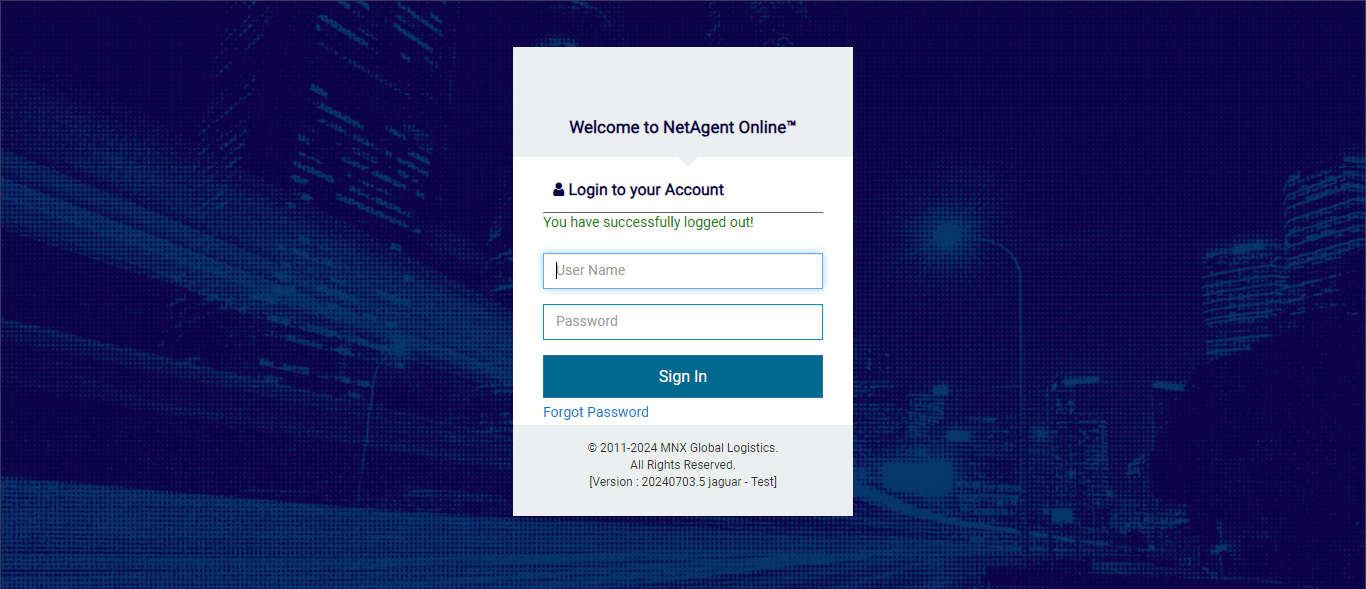 Welcome to NetAgent Online™
Login to your Account
You have successfully logged out!
User Name
Password
Sign In
Forgot Password
© 2011-2024 MNX Global Logistics.
All Rights Reserved.
[Version : 20240703.5 jaguar - Test]